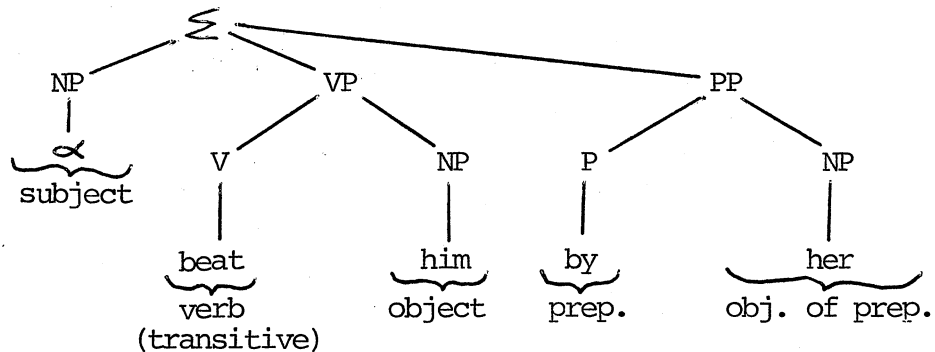 Σ
NP VP PP
α
subject
V NP P NP
beat him by her
verb object prep. obj. of prep.
(transitive)